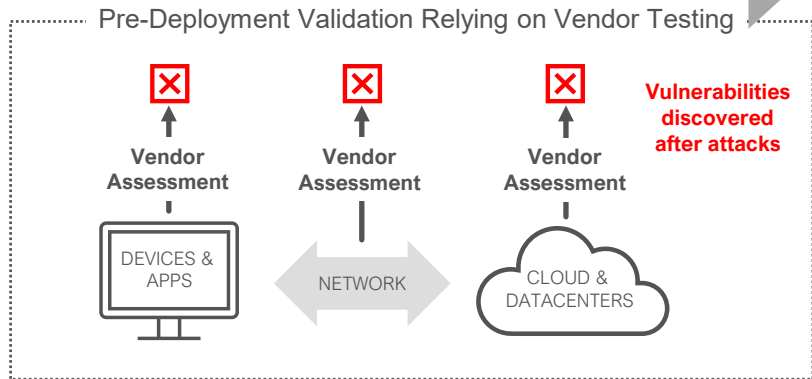 Pre-Deployment Validation Relying on Vendor Testing
Vulnerabilities
discovered
after attacks
Vendor
Assessment
Vendor
Assessment
Vendor
Assessment
DEVICES &
APPS
NETWORK
CLOUD &
DATACENTERS